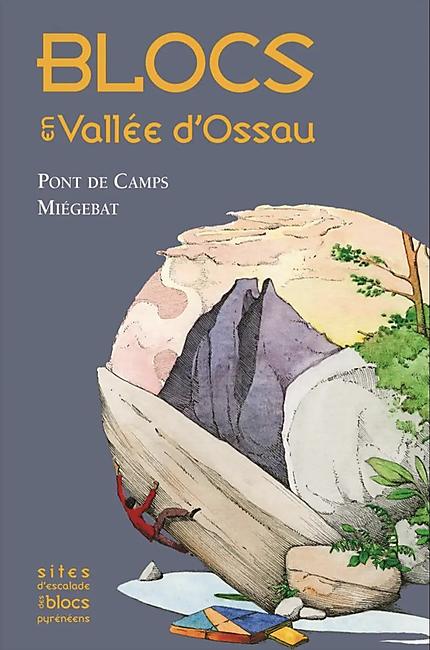 BLOCS
en Vallée d'Ossau
PONT DE CAMPS
MIÉGEBAT
sites
d'escalade
des blocs
pyrénéens